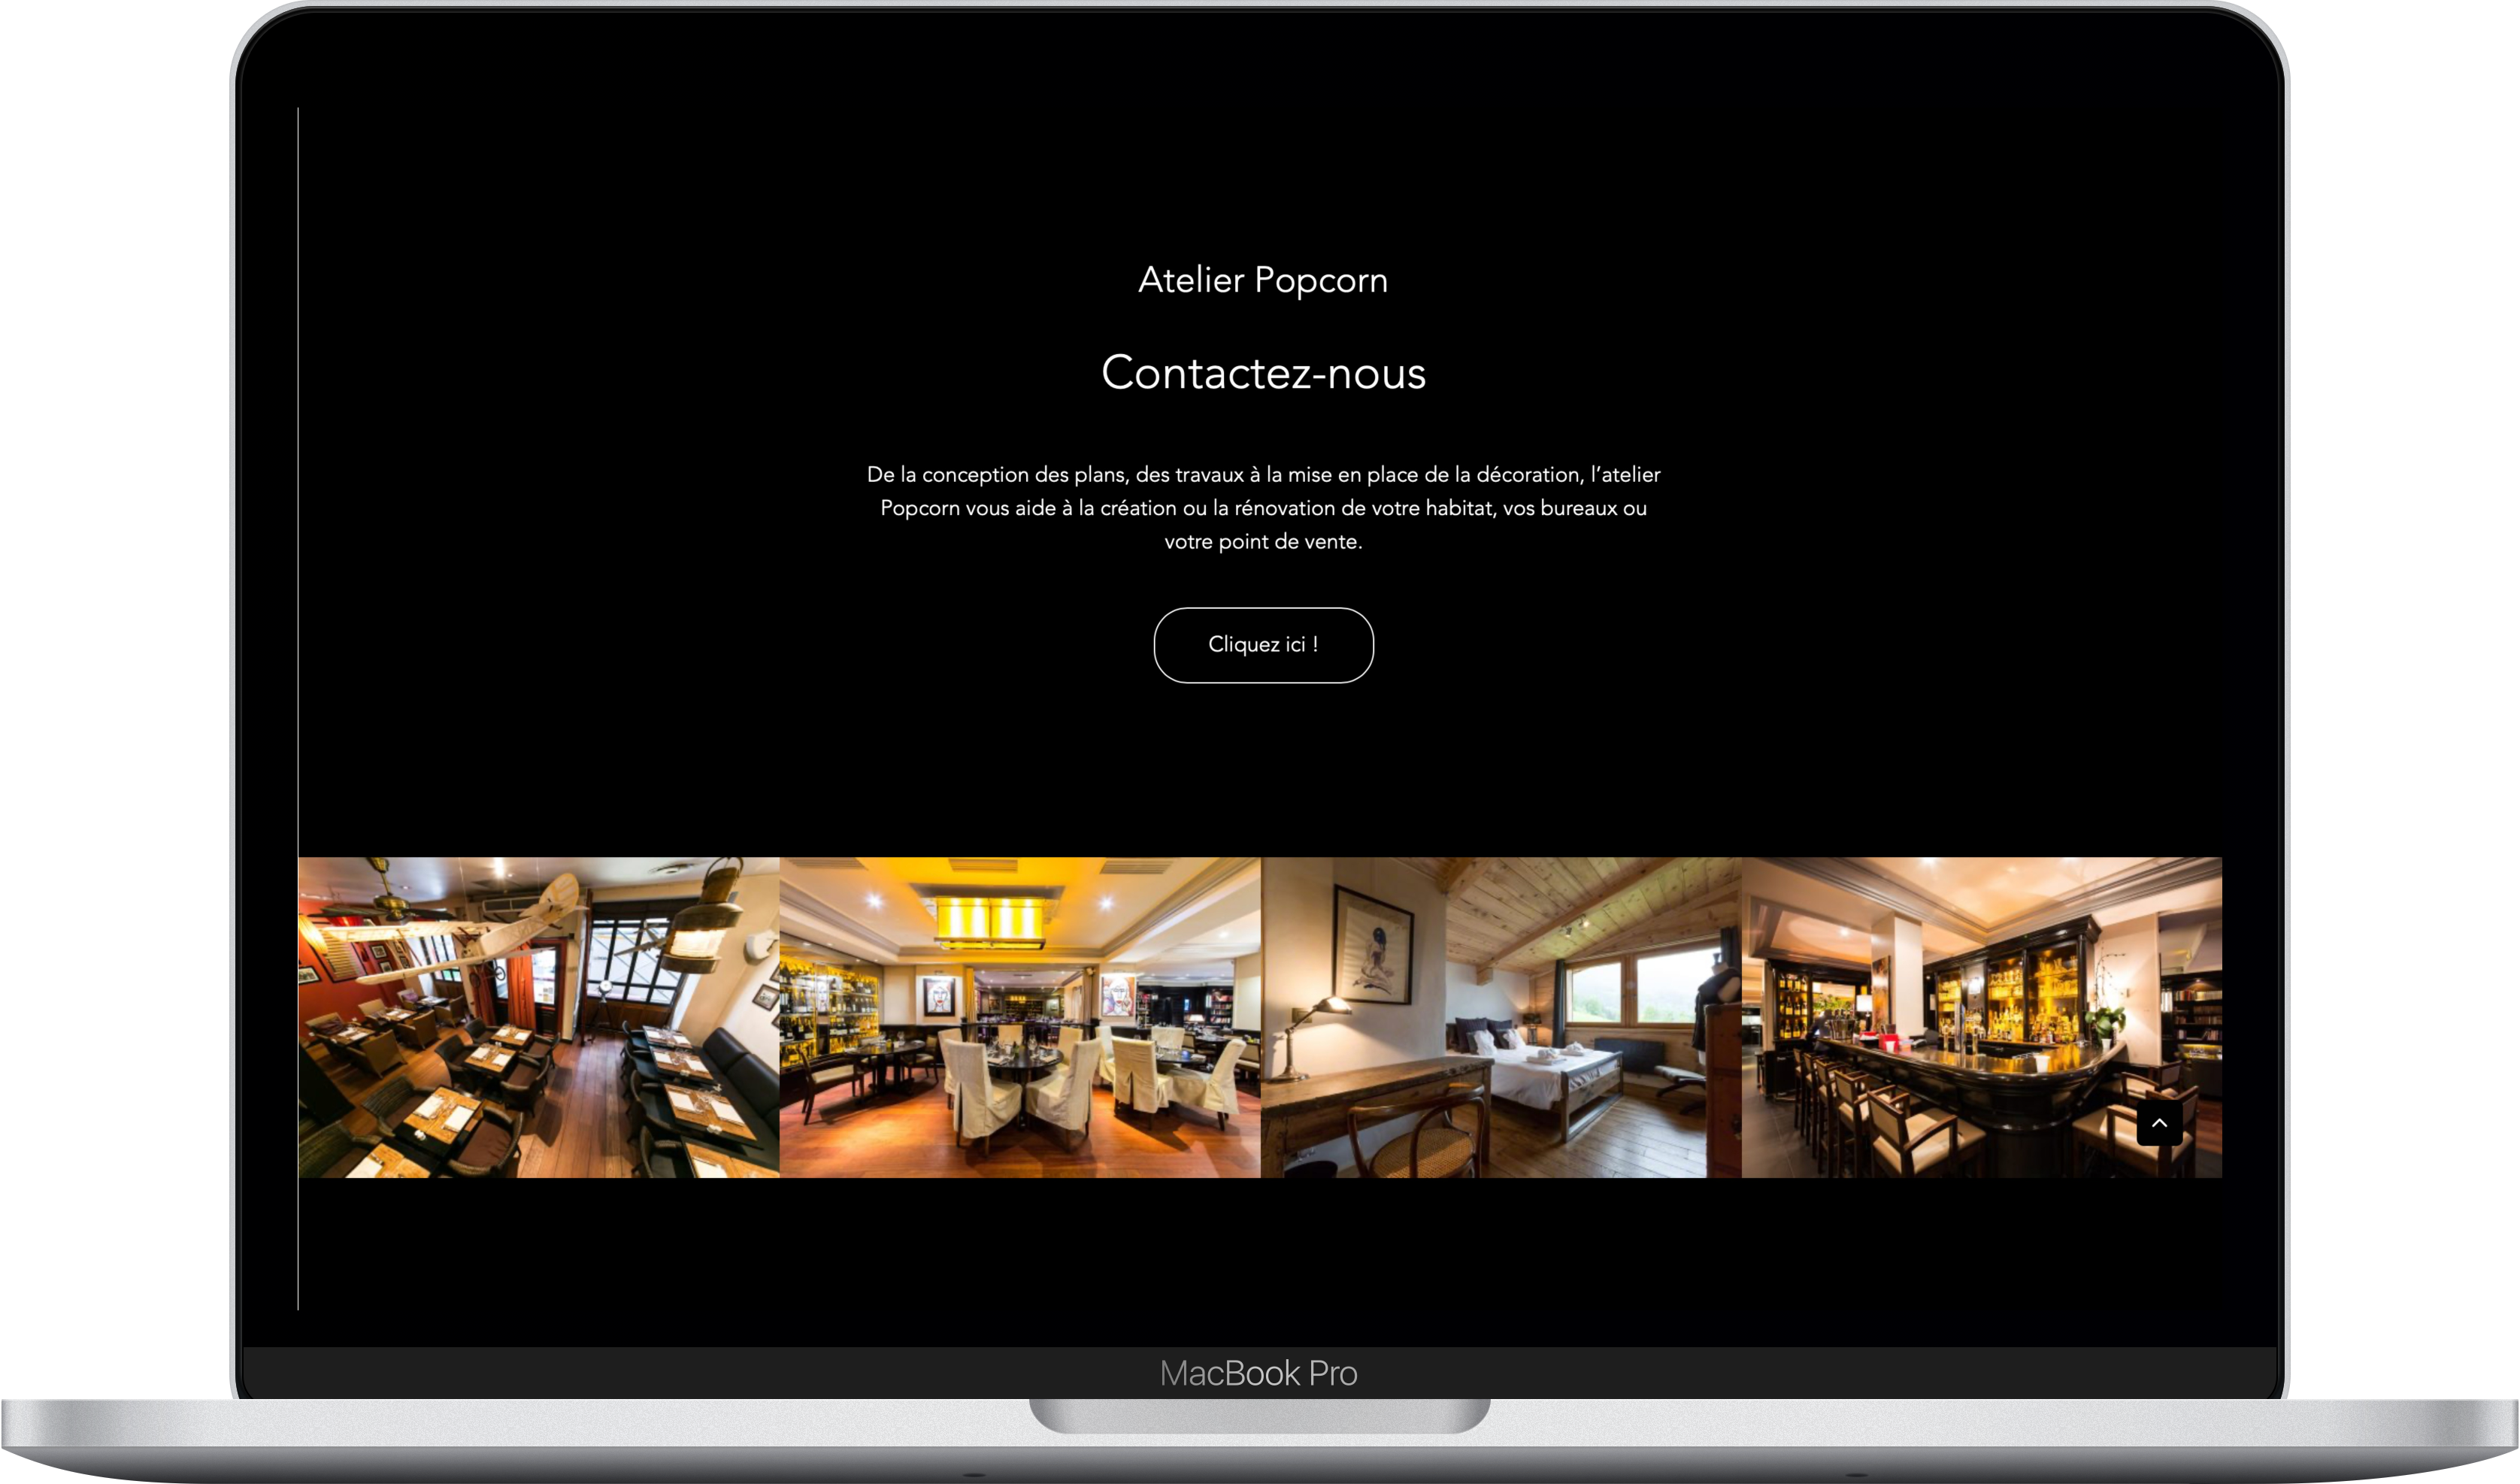 Atelier Popcorn
Contactez-nous
De la conception des plans, des travaux à la mise en place de la décoration, l’atelier
Popcorn vous aide à la création ou la rénovation de votre habitat, vos bureaux ou
votre point de vente.
Cliquez ici !
MacBook Pro